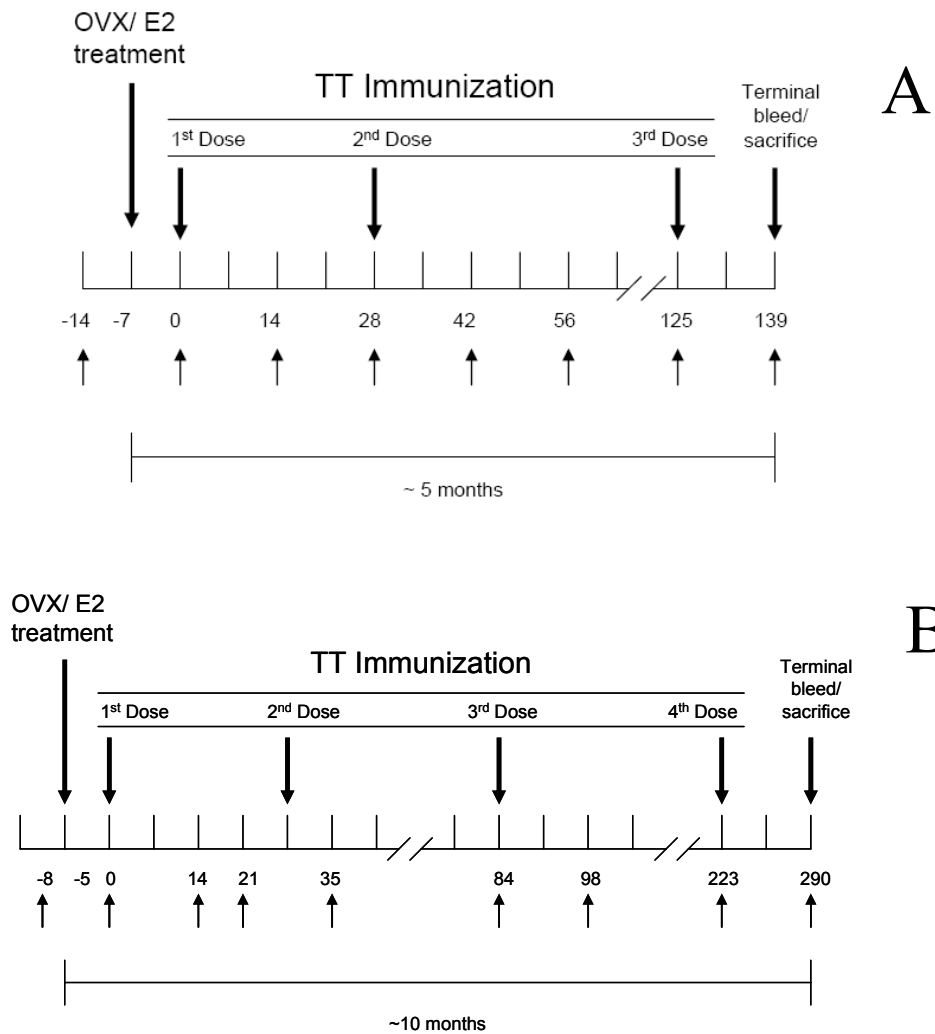 OVX/ E2
treatment
TT Immunization
A
Terminal
bleed/
sacrifice
1st Dose 2nd Dose 3rd Dose
-14 -7 0 14 28 42 56 125 139
~ 5 months
OVX/ E2
treatment
B
TT Immunization
Terminal
bleed/
sacrifice
1st Dose 2nd Dose 3rd Dose 4th Dose
-8 -5 0 14 21 35 84 98 223 290
~10 months